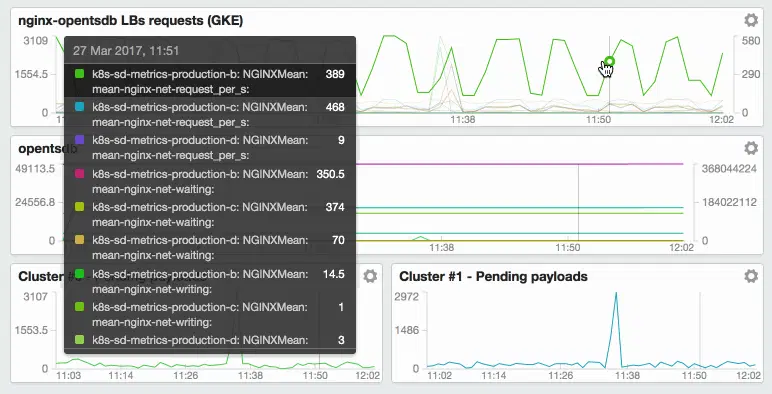 nginx-opentsdb LBs requests (GKE)
3109
1554.5
0
580
290
0
11:38
11:50
12:02
27 Mar 2017, 11:51
k8s-sd-metrics-production-b: NGINXMean: 389
mean-nginx-net-request_per_s:
k8s-sd-metrics-production-c: NGINXMean: 468
mean-nginx-net-request_per_s:
k8s-sd-metrics-production-d: NGINXMean: 9
mean-nginx-net-request_per_s:
k8s-sd-metrics-production-b: NGINXMean: 350.5
mean-nginx-net-waiting:
k8s-sd-metrics-production-c: NGINXMean: 374
mean-nginx-net-waiting:
k8s-sd-metrics-production-d: NGINXMean: 70
mean-nginx-net-waiting:
k8s-sd-metrics-production-b: NGINXMean: 14.5
mean-nginx-net-writing:
k8s-sd-metrics-production-c: NGINXMean: 1
mean-nginx-net-writing:
k8s-sd-metrics-production-d: NGINXMean: 3
opentsdb
49113.5
24556.8
0
368044224
184022112
0
11:38
11:50
12:02
Cluster
3107
1553.5
0
11:03
11:14
11:26
11:38
11:50
12:02
Cluster #1 - Pending payloads
2972
1486
0
11:02
11:14
11:26
11:38
11:50
12:02